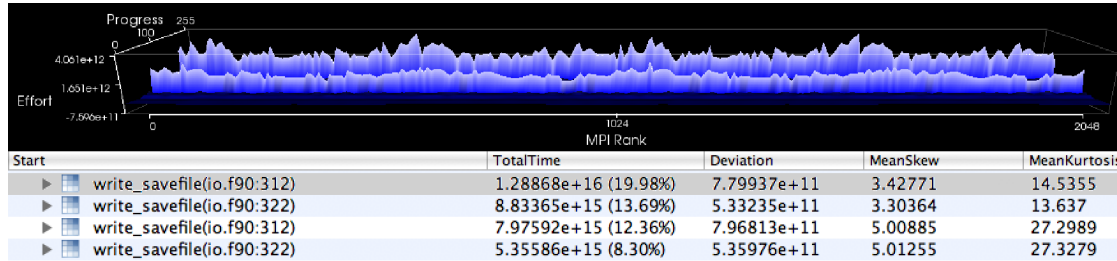 Progress 255
100
0
4.061e+12
1.651e+12
Effort
-7.596e+11
0 1024 2048
MPI Rank
Start TotalTime Deviation MeanSkew MeanKurtosis
write_savefile(io.f90:312) 1.28868e+16 (19.98%) 7.79937e+11 3.42771 14.5355
write_savefile(io.f90:322) 8.83365e+15 (13.69%) 5.33235e+11 3.30364 13.637
write_savefile(io.f90:312) 7.97592e+15 (12.36%) 7.96813e+11 5.00885 27.2989
write_savefile(io.f90:322) 5.35586e+15 (8.30%) 5.35976e+11 5.01255 27.3279